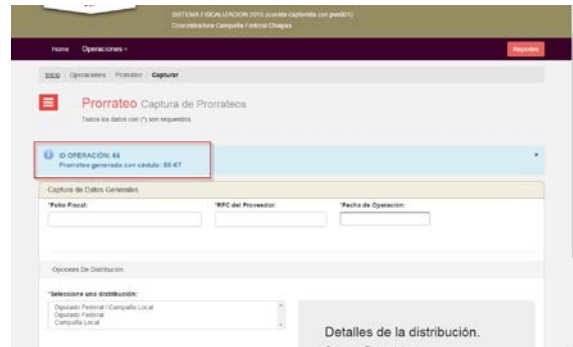 SISTEMA FISCALIZACION 2015 (cuenta capturista con pwd001)
Concentradora Campaña Federal Chiapas
Home Operaciones Reportes
Inicio Operaciones Prorrateo Capturar
Prorrateo Captura de Prorrateos
Todos los datos con (*) son requeridos.
ID OPERACIÓN: 66
Prorrateo generado con cédula: 66-67
×
Captura de Datos Generales
*Folio Fiscal: *RFC del Proveedor: *Fecha de Operación:
Opciones De Distribución
*Seleccione una distribución:
Diputado Federal / Campaña Local
Diputado Federal
Campaña Local
Detalles de la distribución.